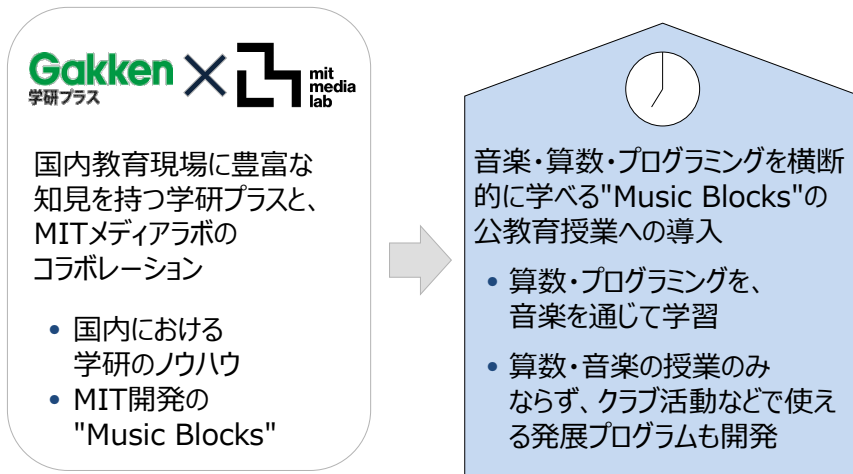 Gakken
学研プラス
mit
media
lab
国内教育現場に豊富な
知見を持つ学研プラスと、
MITメディアラボの
コラボレーション
• 国内における
学研のノウハウ
• MIT開発の
"Music Blocks"
音楽・算数・プログラミングを横断
的に学べる"Music Blocks"の
公教育授業への導入
• 算数・プログラミングを、
音楽を通じて学習
• 算数・音楽の授業のみ
ならず、クラブ活動などで使え
る発展プログラムも開発